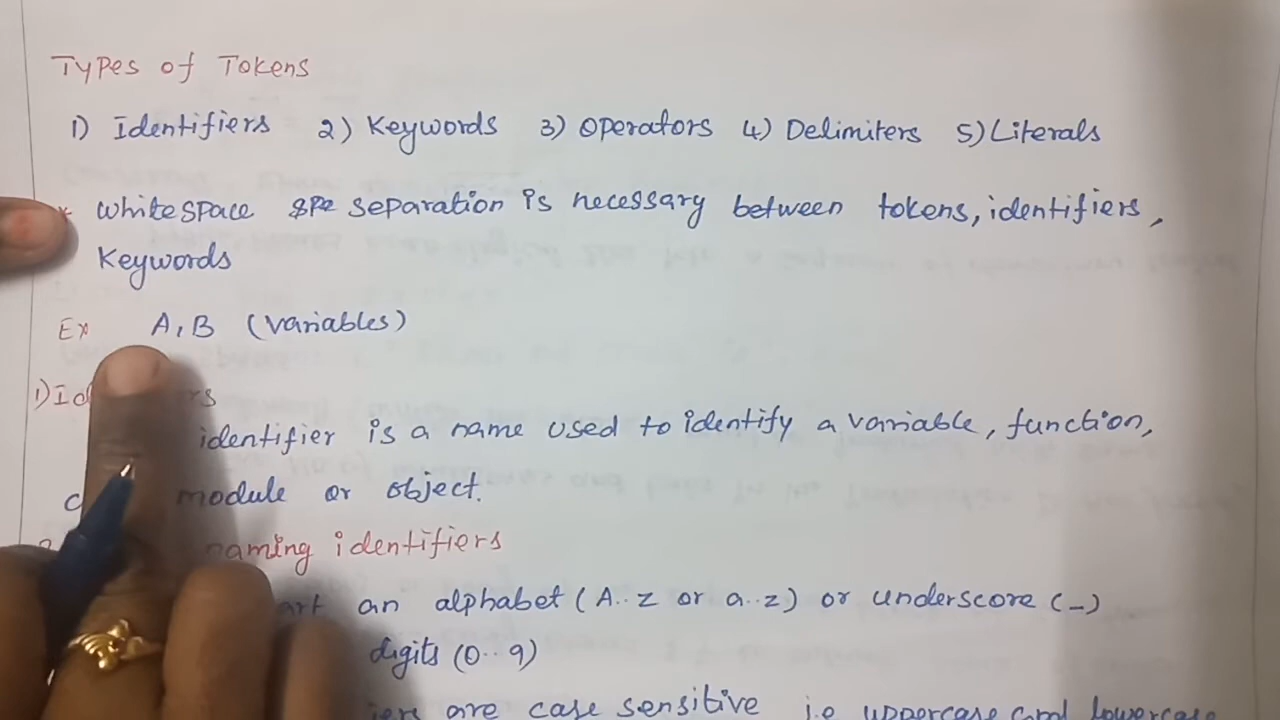 Types of Tokens
1) Identifiers 2) Keywords 3) Operators 4) Delimiters 5) Literals
* Whitespace spe separation is necessary between tokens, identifiers,
Keywords
Ex A, B (variables)
1) Id rs
identifier is a name used to identify a variable, function,
c module or object.
naming identifiers
art an alphabet (A..z or a..z) or underscore (_)
digits (0..9)
iers are case sensitive i.e uppercase and lowercase